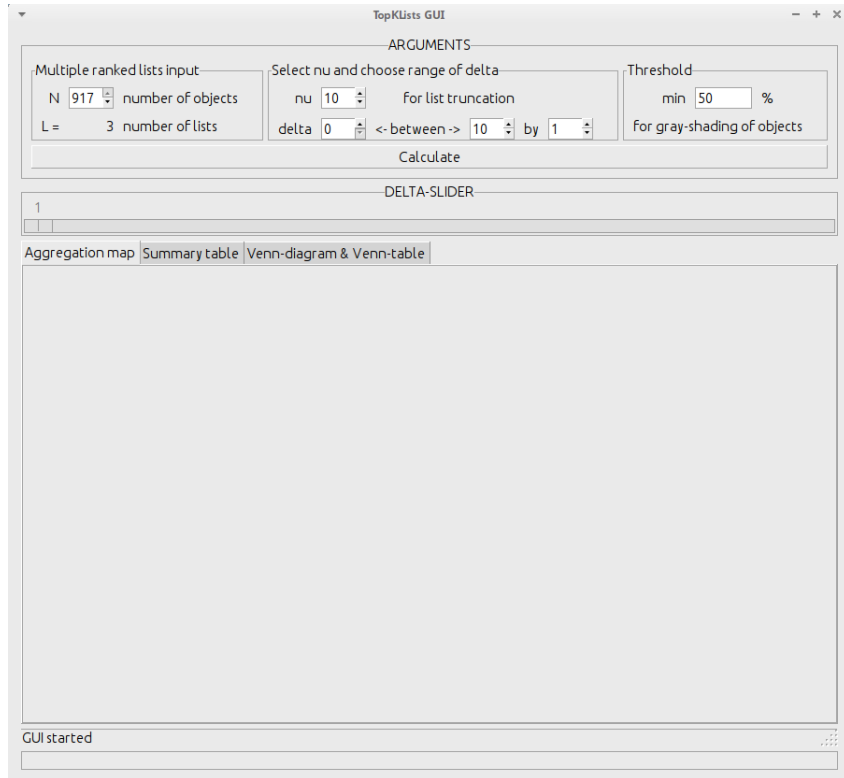 TopKLists GUI
ARGUMENTS
Multiple ranked lists input
N 917 number of objects
L = 3 number of lists
Select nu and choose range of delta
nu 10 for list truncation
delta 0 <- between -> 10 by 1
Threshold
min 50 %
for gray-shading of objects
Calculate
DELTA-SLIDER
1
Aggregation map Summary table Venn-diagram & Venn-table
GUI started